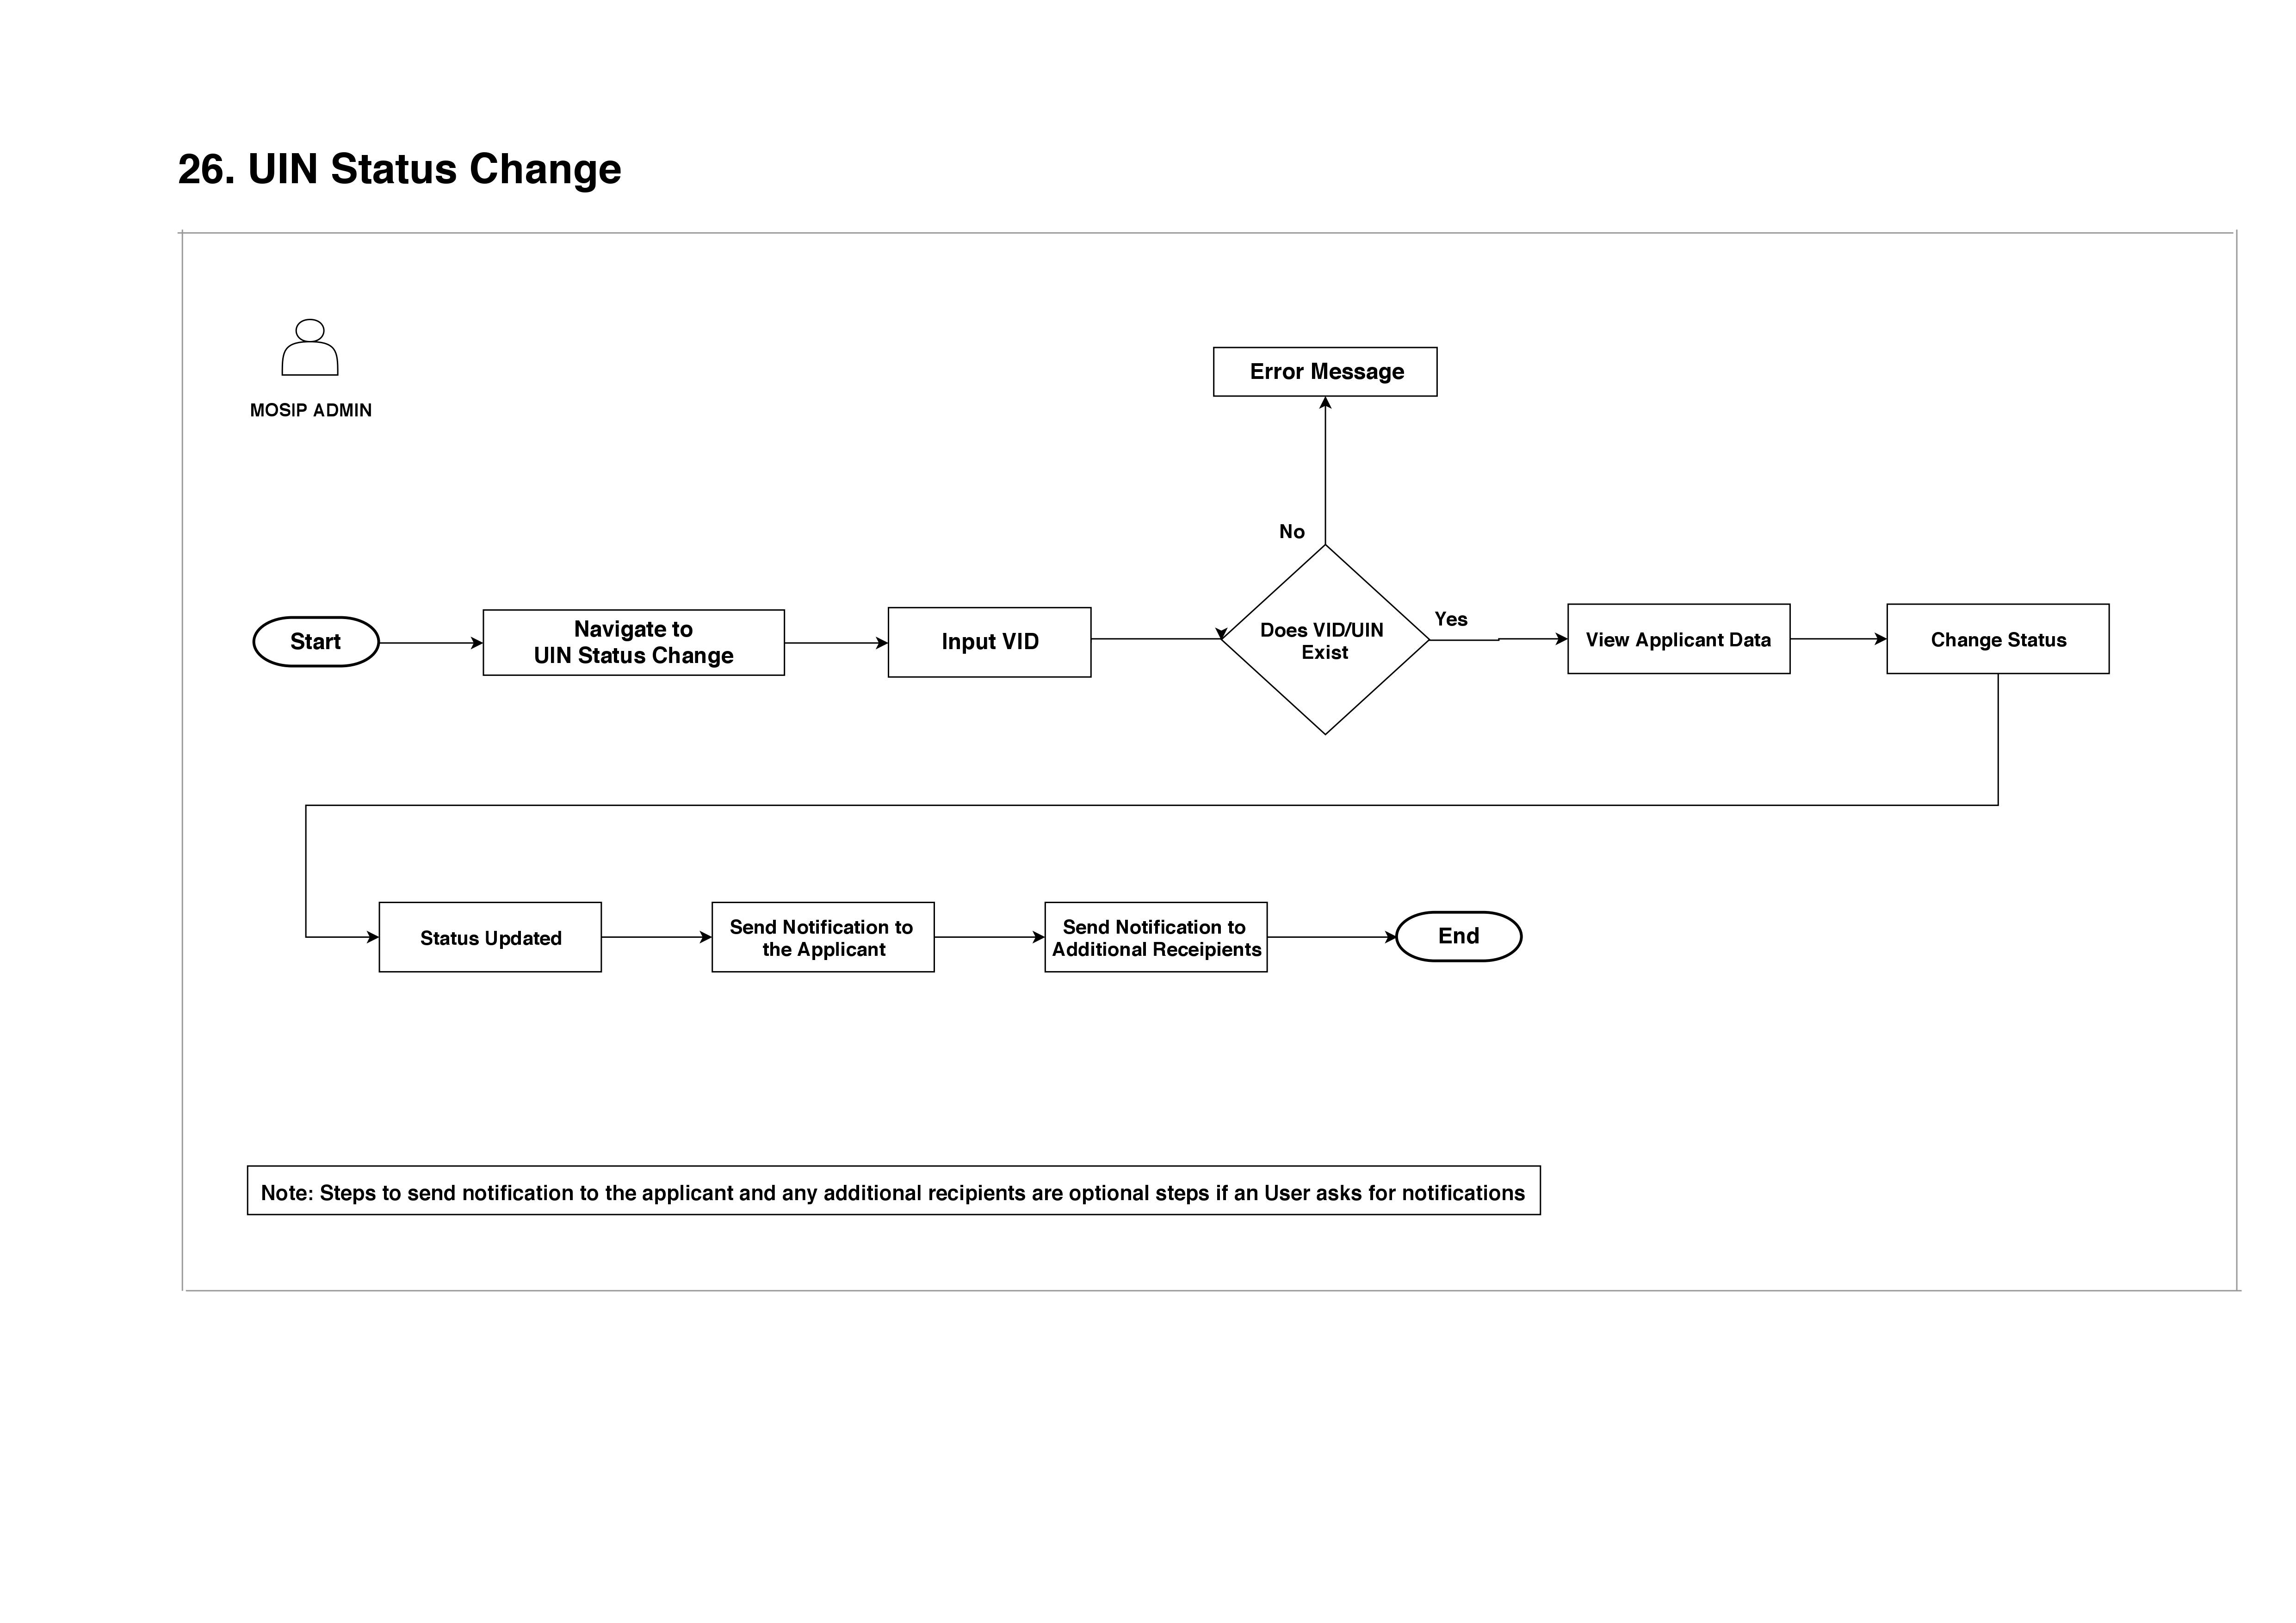 26. UIN Status Change
MOSIP ADMIN
Error Message
No
Start
Navigate to
UIN Status Change
Input VID
Does VID/UIN
Exist
Yes
View Applicant Data
Change Status
Status Updated
Send Notification to
the Applicant
Send Notification to
Additional Receipients
End
Note: Steps to send notification to the applicant and any additional recipients are optional steps if an User asks for notifications